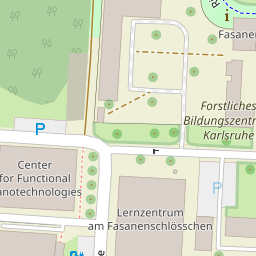 Fasanen
Forstliches
Bildungszentr
Karlsruhe
P
Center
for Functional
anotechnologies
P
Lernzentrum
am Fasanenschlösschen